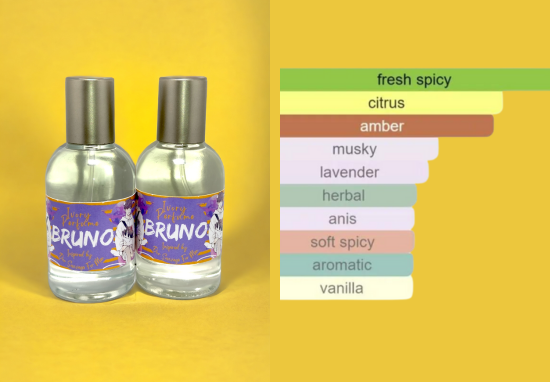 Ivory
Perfume
BRUNO
Inspired by
Ivory
Perfume
BRUNO
Inspired by
fresh spicy
citrus
amber
musky
lavender
herbal
anis
soft spicy
aromatic
vanilla